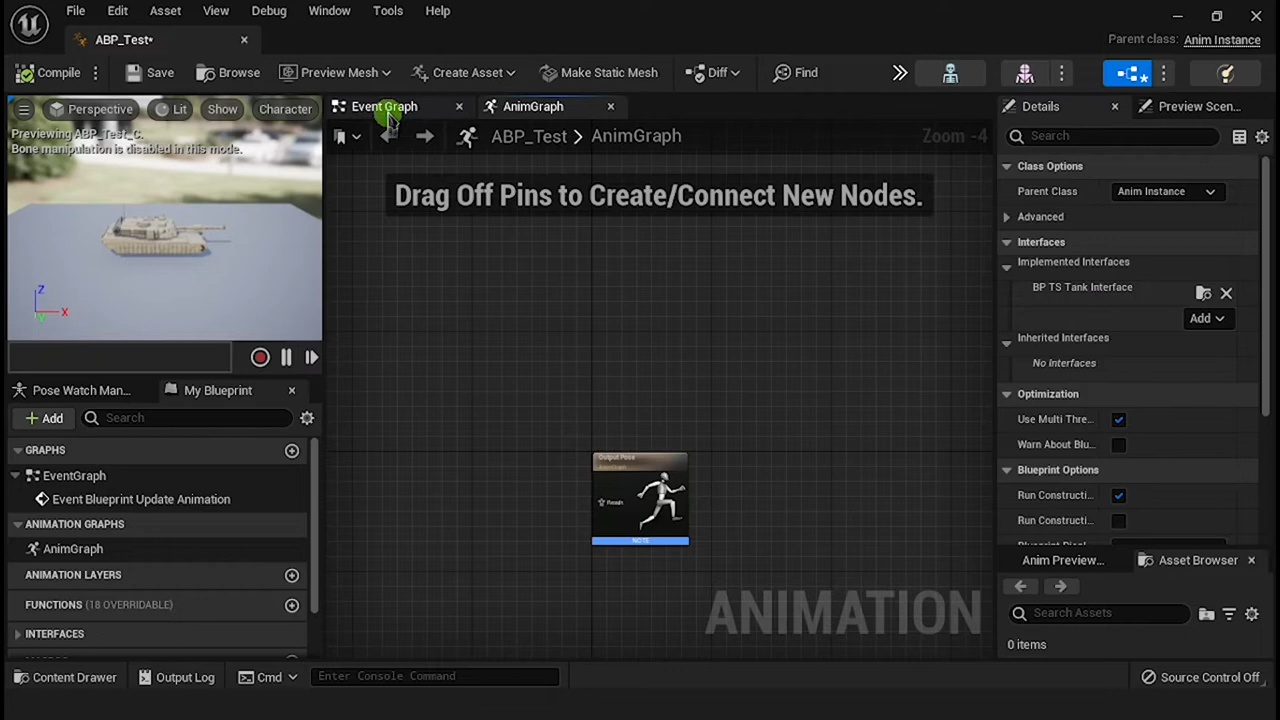 File Edit Asset View Debug Window Tools Help
ABP_Test*
Parent class: Anim Instance
Compile Save Browse Preview Mesh Create Asset Make Static Mesh Diff Find
Perspective Lit Show Character
Previewing ABP_Test_C.
Bone manipulation is disabled in this mode.
Z
X
Pose Watch Man... My Blueprint
Add Search
GRAPHS
EventGraph
Event Blueprint Update Animation
ANIMATION GRAPHS
AnimGraph
ANIMATION LAYERS
FUNCTIONS (18 OVERRIDABLE)
INTERFACES
Event Graph AnimGraph
ABP_Test > AnimGraph Zoom -4
Drag Off Pins to Create/Connect New Nodes.
Output Pose
AnimGraph
Result
NOTE
ANIMATION
Details Preview Scen...
Search
Class Options
Parent Class Anim Instance
Advanced
Interfaces
Implemented Interfaces
BP TS Tank Interface
Add
Inherited Interfaces
No Interfaces
Optimization
Use Multi Thre...
Warn About Blu...
Blueprint Options
Run Constructi...
Run Constructi...
Anim Preview... Asset Browser
Search Assets
0 items
Content Drawer Output Log Cmd Enter Console Command Source Control Off